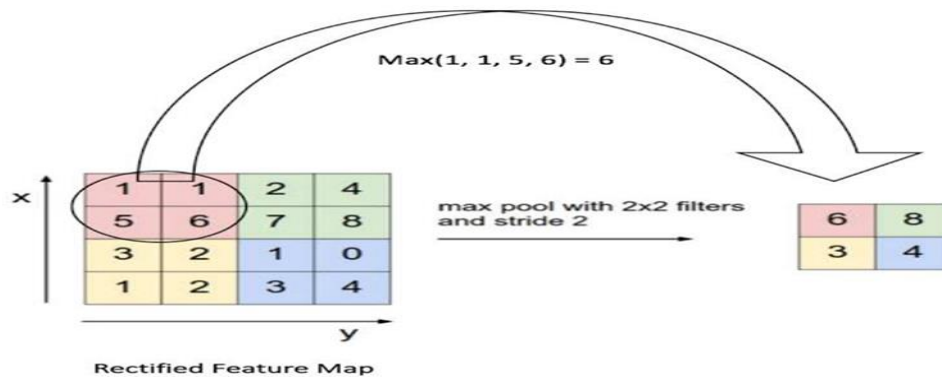 Max(1, 1, 5, 6) = 6
x
1 1 2 4
5 6 7 8
3 2 1 0
1 2 3 4
y
Rectified Feature Map
max pool with 2x2 filters
and stride 2
6 8
3 4